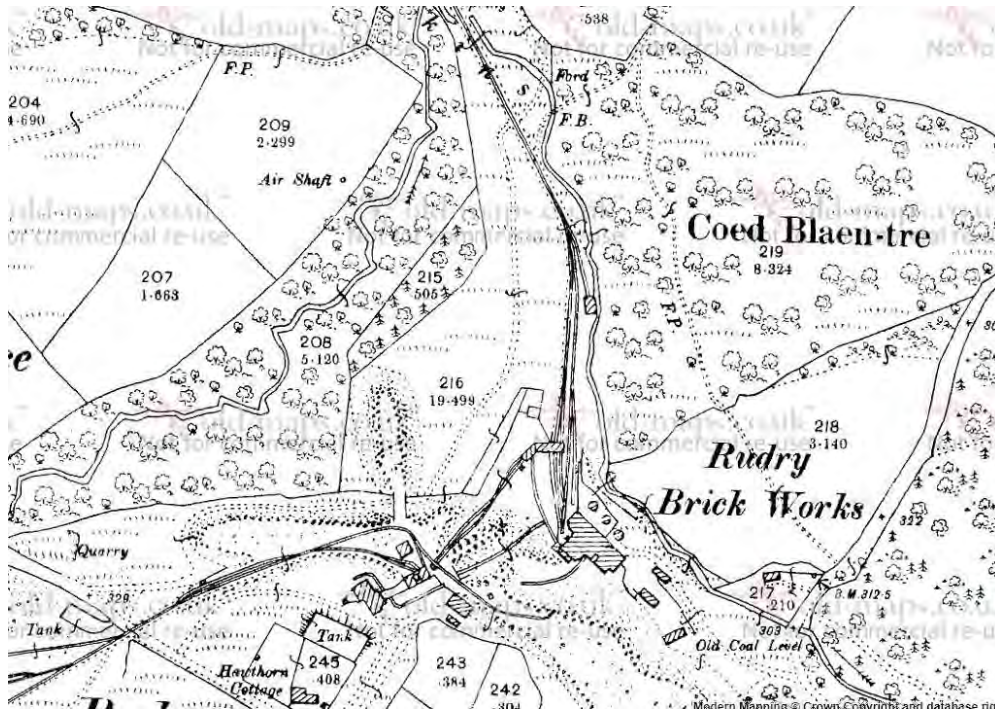 old-maps.co.uk
Not for commercial re-use
538
F.P.
Ford
F.B.
204
4·690
209
2·299
Air Shaft
Coed Blaen-tre
219
8·324
207
1·663
215
505
F.P.
208
5·120
216
19·499
218
3·140
Rudry
Brick Works
322
Quarry
329
Tank
217
·210
B.M.312·5
303
Old Coal Level
Tank
Hawthorn
Cottage
245
·408
243
·384
242
·304
Modern Mapping © Crown Copyright and database rig